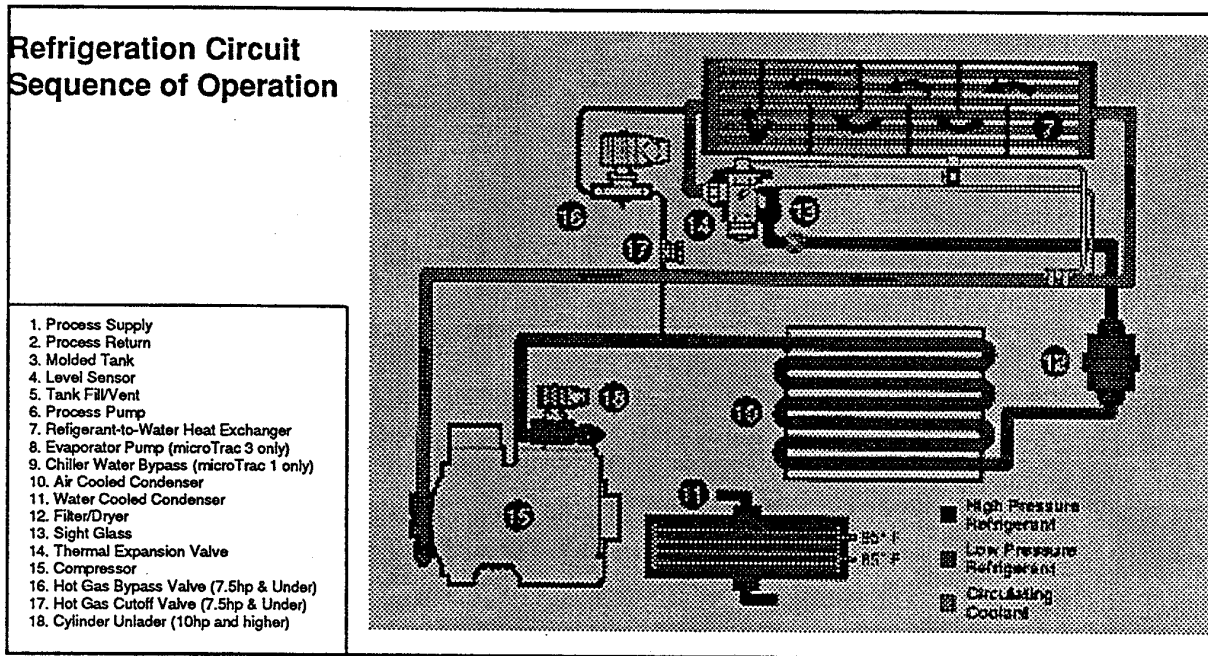 Refrigeration Circuit
Sequence of Operation
1. Process Supply
2. Process Return
3. Molded Tank
4. Level Sensor
5. Tank Fill/Vent
6. Process Pump
7. Refigerant-to-Water Heat Exchanger
8. Evaporator Pump (microTrac 3 only)
9. Chiller Water Bypass (microTrac 1 only)
10. Air Cooled Condenser
11. Water Cooled Condenser
12. Filter/Dryer
13. Sight Glass
14. Thermal Expansion Valve
15. Compressor
16. Hot Gas Bypass Valve (7.5hp & Under)
17. Hot Gas Cutoff Valve (7.5hp & Under)
18. Cylinder Unlader (10hp and higher)
7
16
14
13
17
12
18
10
15
11
95° F
85° F
High Pressure
Refrigerant
Low Pressure
Refrigerant
Circulating
Coolant